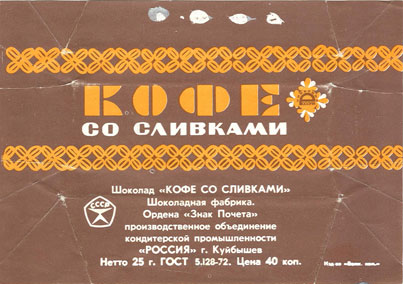 КОФЕ
СО СЛИВКАМИ
Шоколад «КОФЕ СО СЛИВКАМИ»
Шоколадная фабрика.
Ордена «Знак Почета»
производственное объединение
кондитерской промышленности
«РОССИЯ» г. Куйбышев
Нетто 25 г. ГОСТ 5.128-72. Цена 40 коп.
СССР